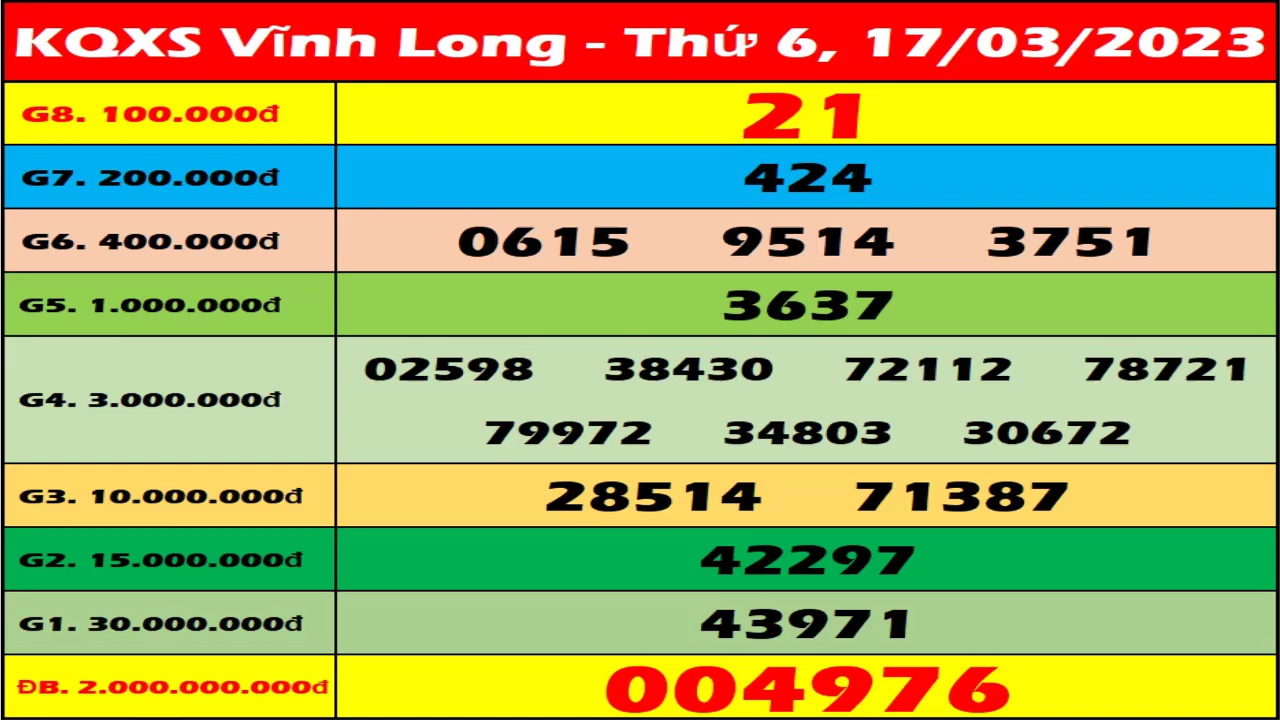 KQXS Vĩnh Long - Thứ 6, 17/03/2023
G8. 100.000đ 21
G7. 200.000đ 424
G6. 400.000đ 0615 9514 3751
G5. 1.000.000đ 3637
G4. 3.000.000đ 02598 38430 72112 78721
79972 34803 30672
G3. 10.000.000đ 28514 71387
G2. 15.000.000đ 42297
G1. 30.000.000đ 43971
ĐB. 2.000.000.000đ 004976